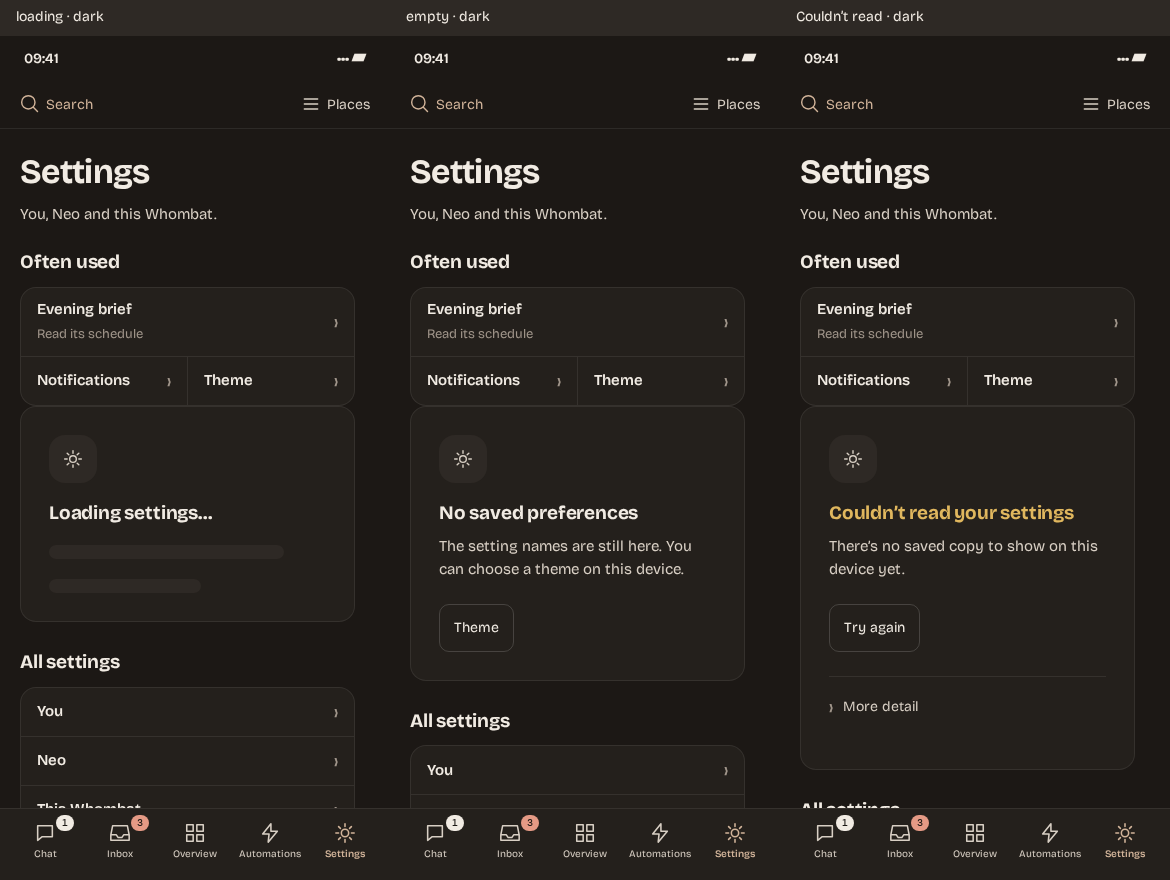 loading · dark
09:41
Search
Places
Settings
You, Neo and this Whombat.
Often used
Evening brief
Read its schedule
Notifications
Theme
Loading settings…
All settings
You
Neo
This Whombat
1
3
Chat
Inbox
Overview
Automations
Settings
empty · dark
09:41
Search
Places
Settings
You, Neo and this Whombat.
Often used
Evening brief
Read its schedule
Notifications
Theme
No saved preferences
The setting names are still here. You
can choose a theme on this device.
Theme
All settings
You
1
3
Chat
Inbox
Overview
Automations
Settings
Couldn’t read · dark
09:41
Search
Places
Settings
You, Neo and this Whombat.
Often used
Evening brief
Read its schedule
Notifications
Theme
Couldn’t read your settings
There’s no saved copy to show on this
device yet.
Try again
More detail
All settings
1
3
Chat
Inbox
Overview
Automations
Settings